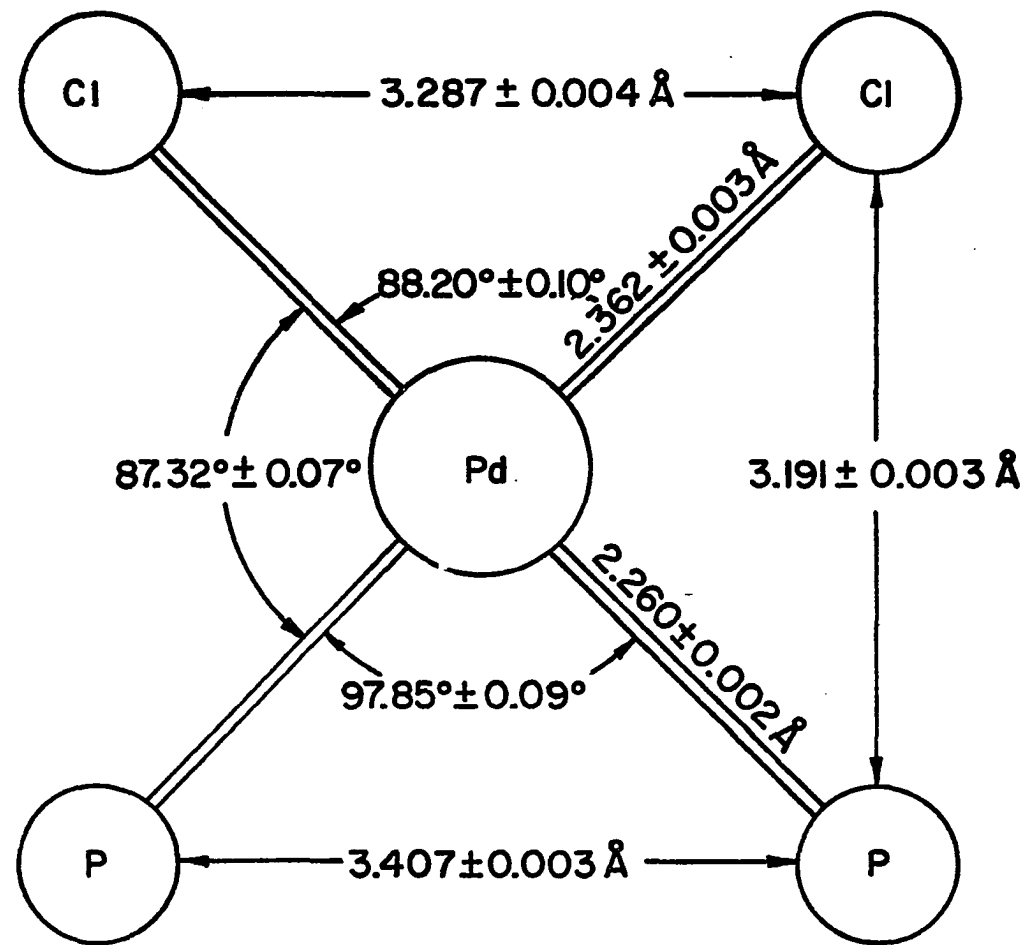 Cl
3.287 ± 0.004 Å
Cl
2.362 ± 0.003 Å
88.20° ± 0.10°
87.32° ± 0.07°
Pd
3.191 ± 0.003 Å
2.260 ± 0.002 Å
97.85° ± 0.09°
P
3.407 ± 0.003 Å
P